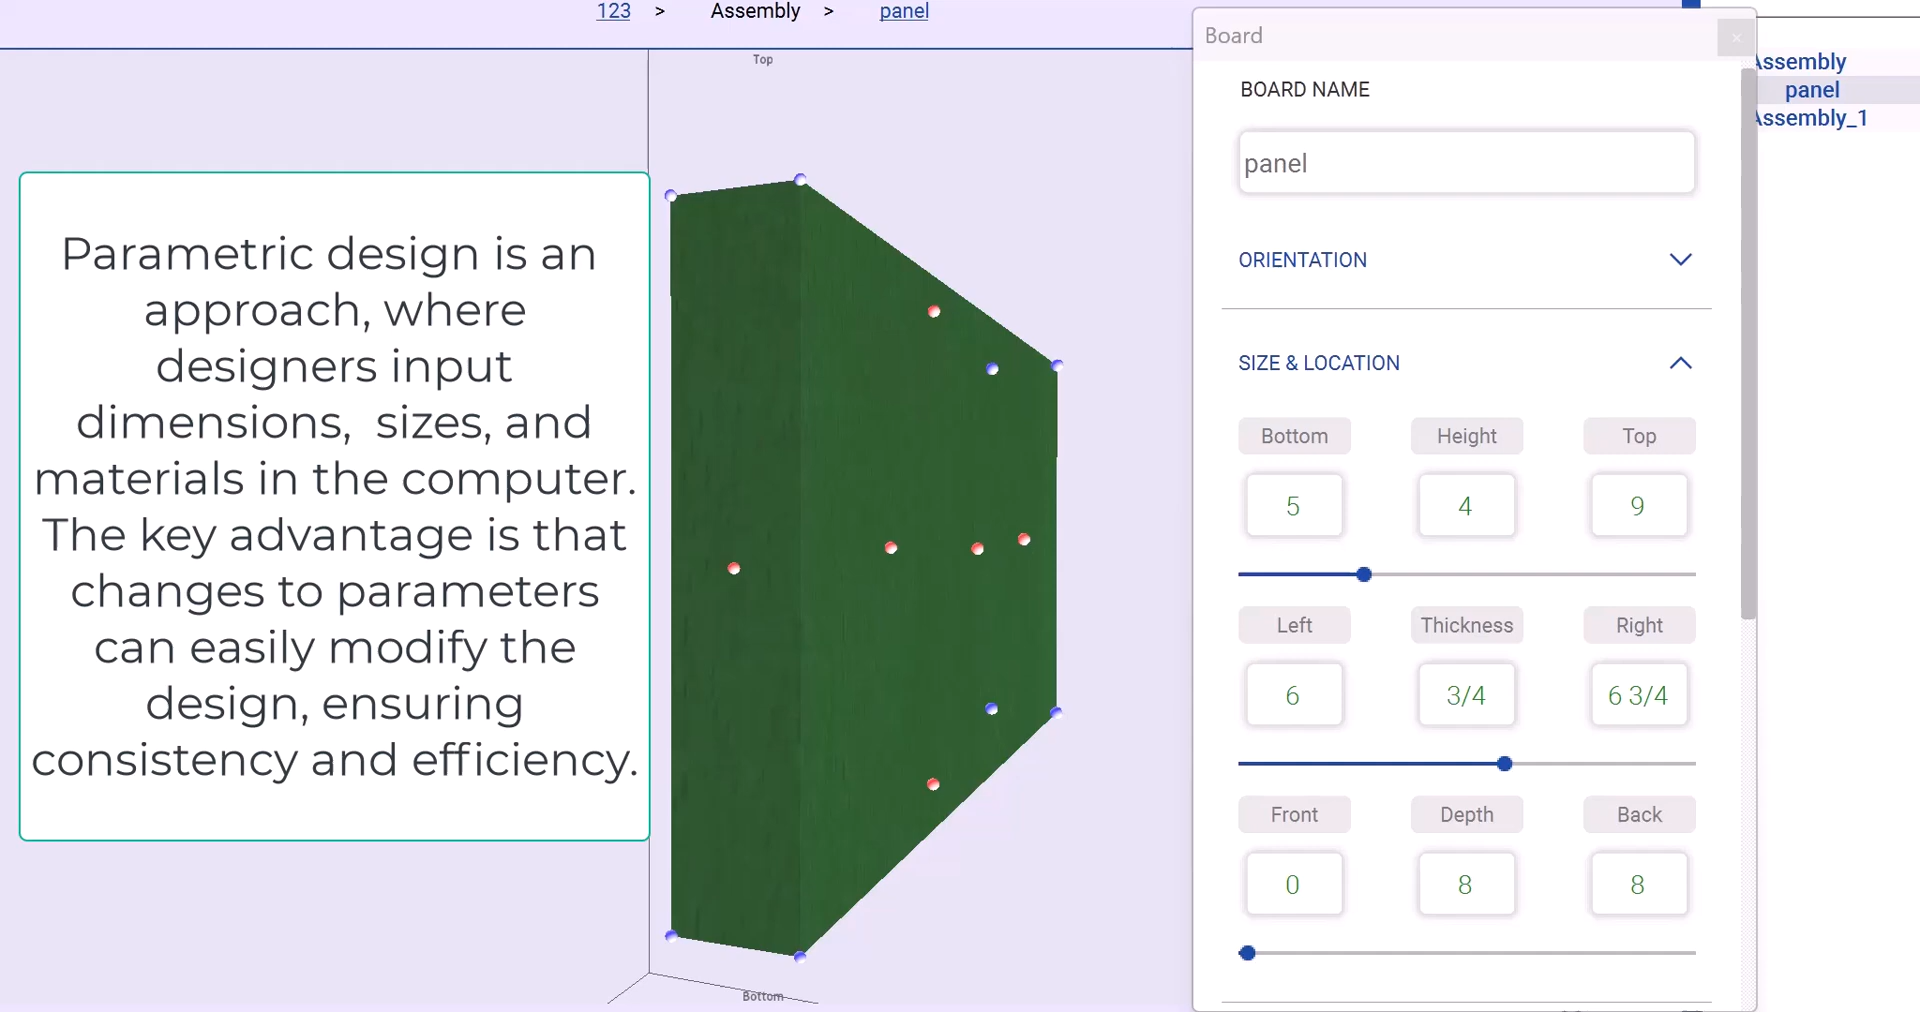 123 > Assembly > panel
Top
Parametric design is an
approach, where
designers input
dimensions,  sizes, and
materials in the computer.
The key advantage is that
changes to parameters
can easily modify the
design, ensuring
consistency and efficiency.
Bottom
Board
×
BOARD NAME
panel
ORIENTATION
SIZE & LOCATION
Bottom Height Top
5 4 9
Left Thickness Right
6 3/4 6 3/4
Front Depth Back
0 8 8
Assembly
panel
Assembly_1